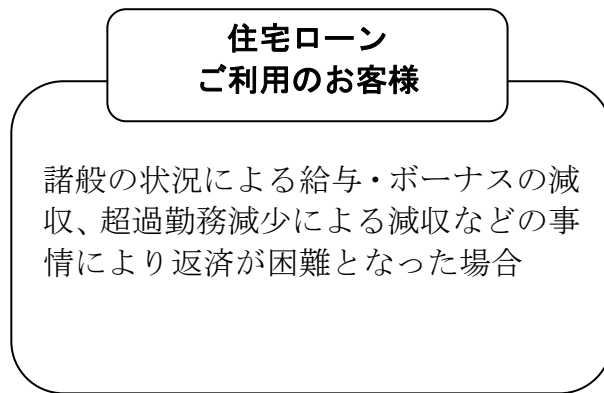 住宅ローン
ご利用のお客様
諸般の状況による給与・ボーナスの減
収、超過勤務減少による減収などの事
情により返済が困難となった場合